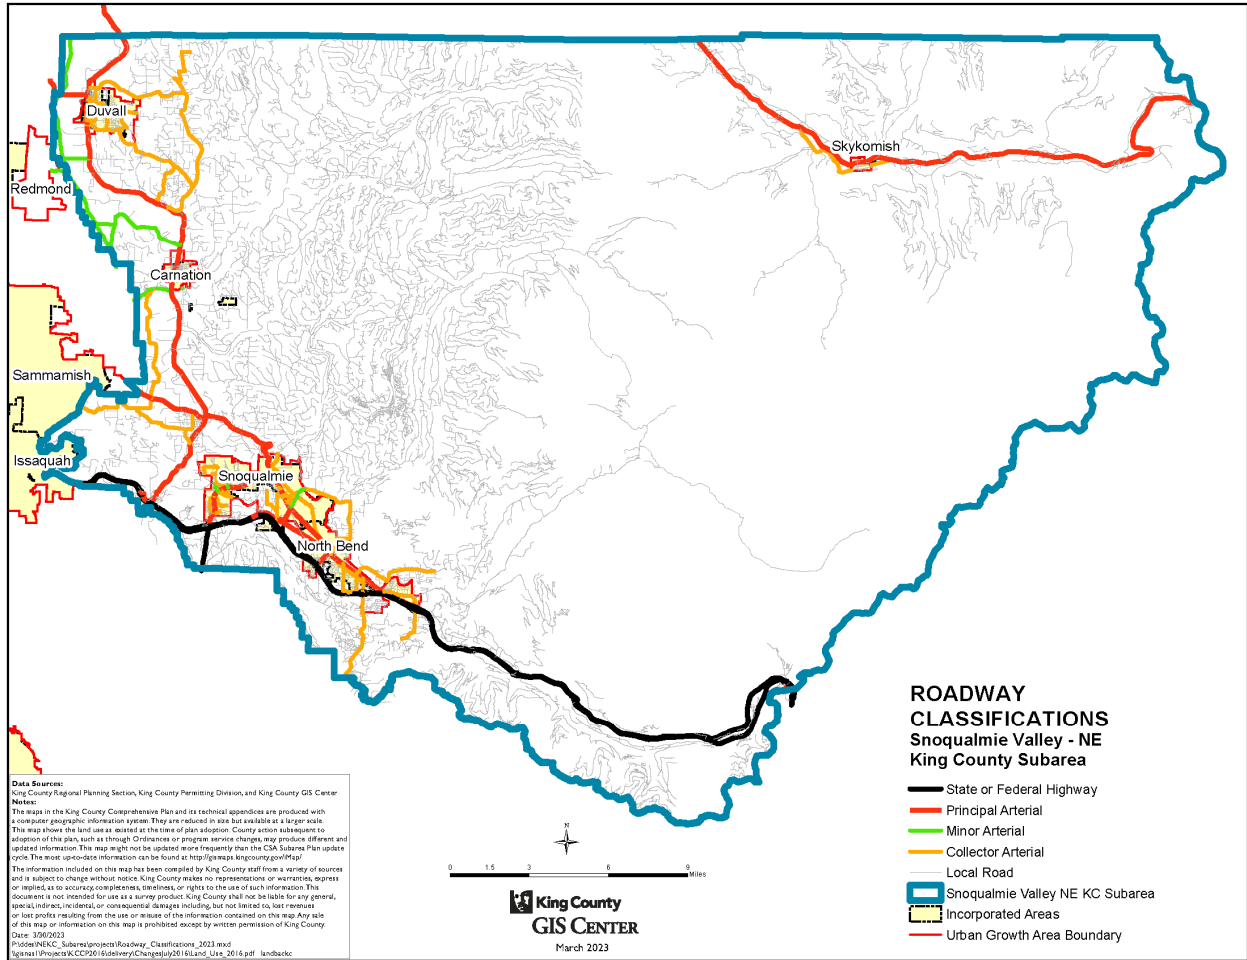 Duvall
Skykomish
Redmond
Carnation
Sammamish
Issaquah
Snoqualmie
North Bend
ROADWAY
CLASSIFICATIONS
Snoqualmie Valley - NE
King County Subarea
State or Federal Highway
Principal Arterial
Minor Arterial
Collector Arterial
Local Road
Snoqualmie Valley NE KC Subarea
Incorporated Areas
Urban Growth Area Boundary
Data Sources:
King County Regional Planning Section, King County Permitting Division, and King County GIS Center
Notes:
The maps in the King County Comprehensive Plan and its technical appendices are produced with
a computer geographic information system. They are reduced in size but available at a larger scale.
This map shows the land use as existed at the time of plan adoption. County action subsequent to
adoption of this plan, such as through Ordinances or program service changes, may produce different and
updated information. This map might not be updated more frequently than the CSA Subarea Plan update
cycle. The most up-to-date information can be found at http://gismaps.kingcounty.gov/iMap/
The information included on this map has been compiled by King County staff from a variety of sources
and is subject to change without notice. King County makes no representations or warranties, express
or implied, as to accuracy, completeness, timeliness, or rights to the use of such information. This
document is not intended for use as a survey product. King County shall not be liable for any general,
special, indirect, incidental, or consequential damages including, but not limited to, lost revenues
or lost profits resulting from the use or misuse of the information contained on this map. Any sale
of this map or information on this map is prohibited except by written permission of King County.
Date: 3/30/2023
P:\ddes\NEKC_Subarea\projects\Roadway_Classifications_2023.mxd
\\gisnas1\Projects\KCCP2016\delivery\ChangesJuly2016\Land_Use_2016.pdf landbakc
N
0 1.5 3 6 9
Miles
King County
GIS CENTER
March 2023